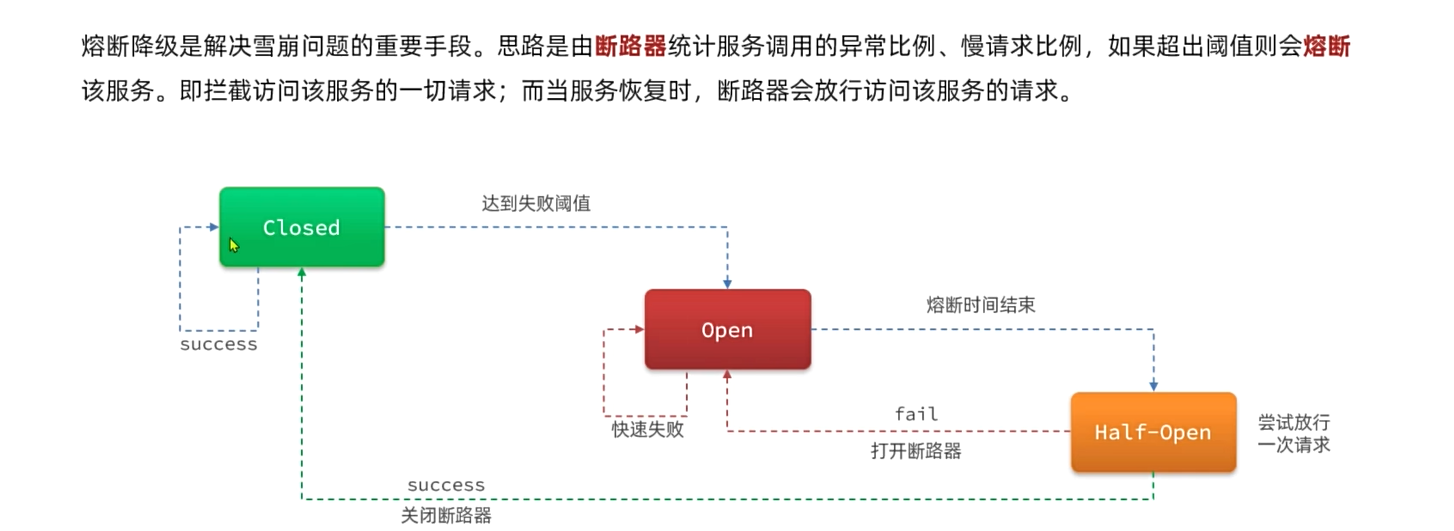 熔断降级是解决雪崩问题的重要手段。思路是由断路器统计服务调用的异常比例、慢请求比例，如果超出阈值则会熔断
该服务。即拦截访问该服务的一切请求；而当服务恢复时，断路器会放行访问该服务的请求。
Closed
达到失败阈值
success
Open
熔断时间结束
快速失败
fail
打开断路器
Half-Open
尝试放行
一次请求
success
关闭断路器